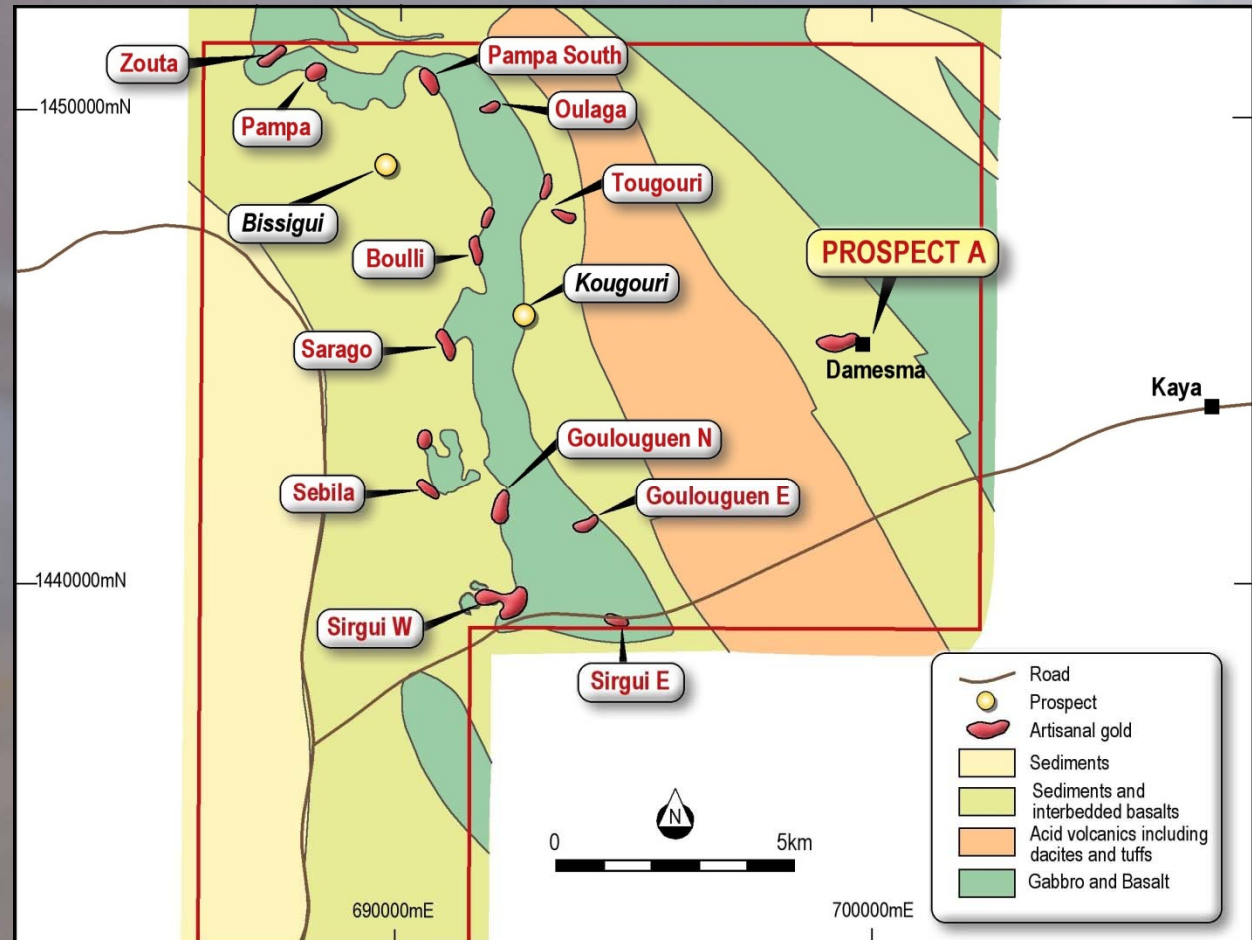 Zouta
Pampa South
1450000mN
Pampa
Oulaga
Bissigui
Tougouri
Boulli
PROSPECT A
Kougouri
Sarago
Damesma
Kaya
Goulouguen N
Sebila
Goulouguen E
1440000mN
Sirgui W
Sirgui E
Road
Prospect
Artisanal gold
Sediments
Sediments and
interbedded basalts
Acid volcanics including
dacites and tuffs
Gabbro and Basalt
N
0 5km
690000mE
700000mE